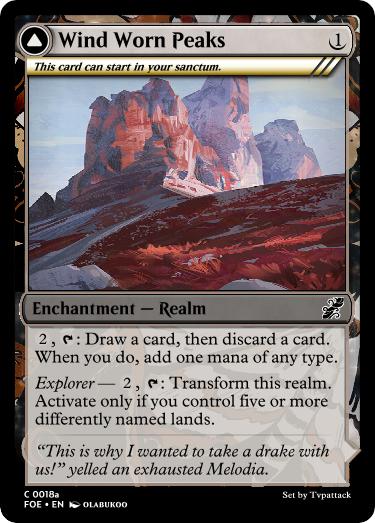 Wind Worn Peaks 1
This card can start in your sanctum.
Enchantment — Realm
2 , T: Draw a card, then discard a card.
When you do, add one mana of any type.
Explorer — 2 , T: Transform this realm.
Activate only if you control five or more
differently named lands.
“This is why I wanted to take a drake with
us!” yelled an exhausted Melodia.
C 0018a
FOE • EN OLABUKOO
Set by Tvpattack